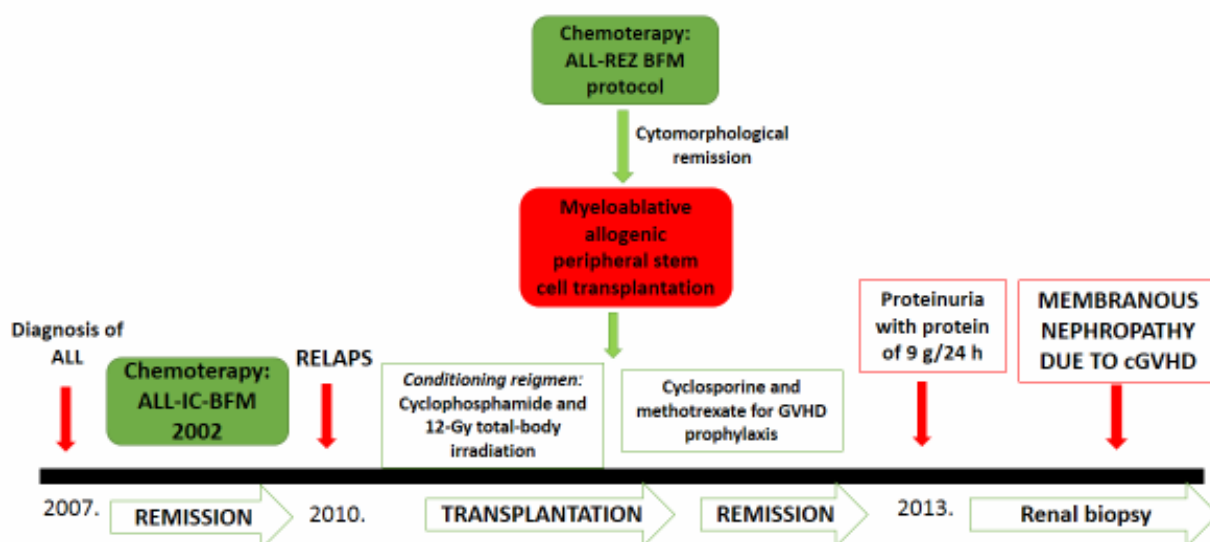 Chemoterapy:
ALL-REZ BFM
protocol
Cytomorphological
remission
Myeloablative
allogenic
peripheral stem
cell transplantation
Diagnosis of
ALL
Chemoterapy:
ALL-IC-BFM
2002
RELAPS
Conditioning reigmen:
Cyclophosphamide and
12-Gy total-body
irradiation
Cyclosporine and
methotrexate for GVHD
prophylaxis
Proteinuria
with protein
of 9 g/24 h
MEMBRANOUS
NEPHROPATHY
DUE TO cGVHD
2007.
REMISSION
2010.
TRANSPLANTATION
REMISSION
2013.
Renal biopsy